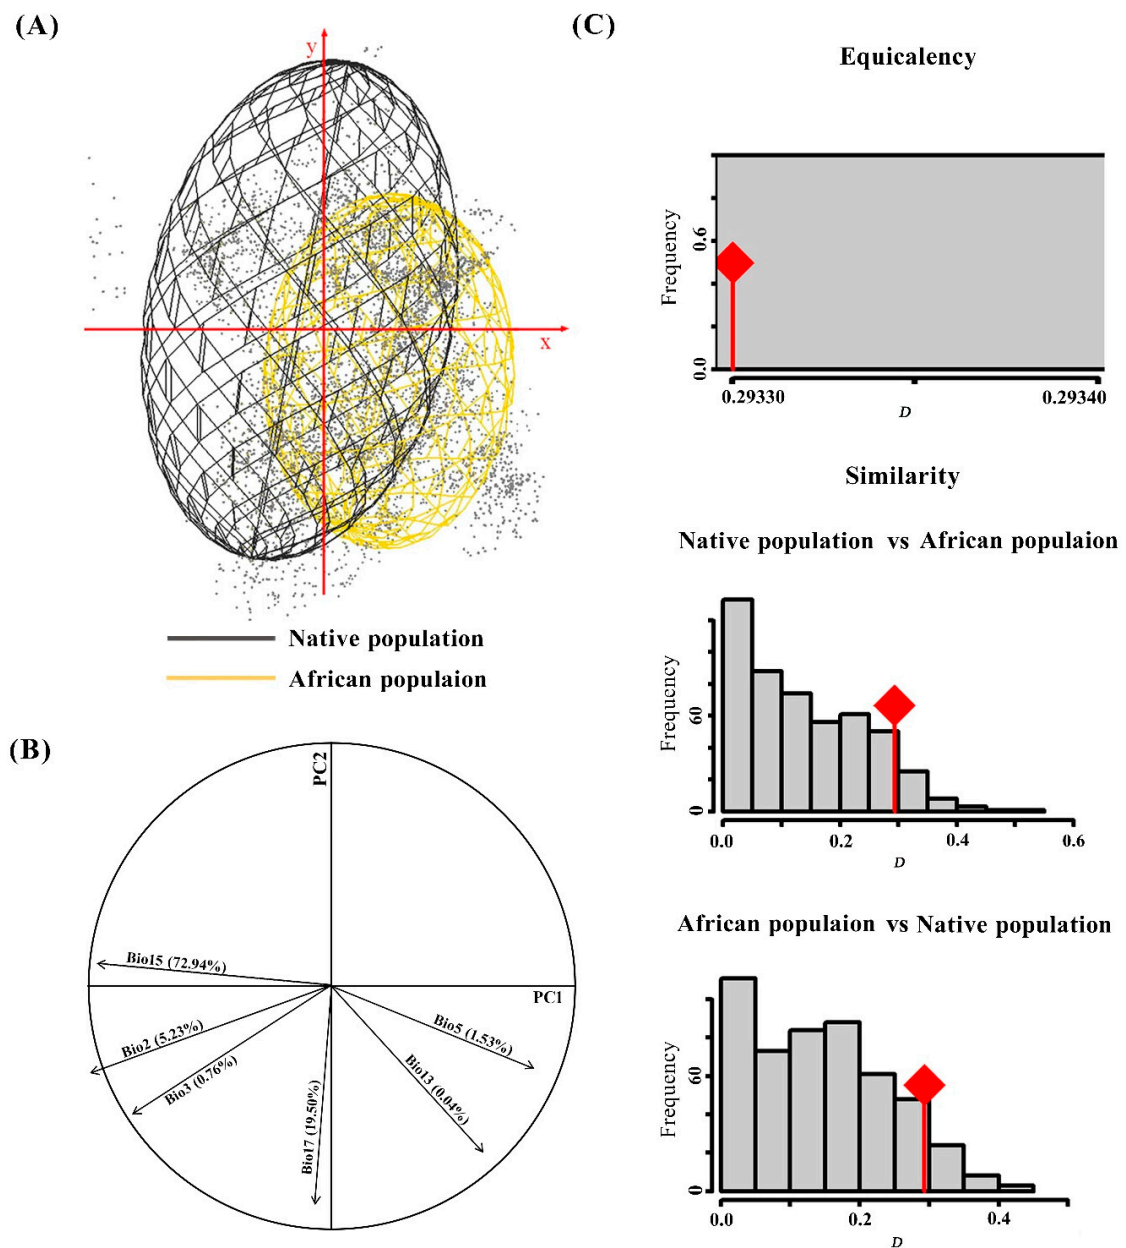 (A)
y
x
Native population
African populaion
(B)
PC2
PC1
Bio15 (72.94%)
Bio2 (5.23%)
Bio3 (0.76%)
Bio17 (19.50%)
Bio13 (0.04%)
Bio5 (1.53%)
(C)
Equicalency
Frequency
0.6
0.0
0.29330
0.29340
D
Similarity
Native population vs African populaion
Frequency
60
0
0.0
0.2
0.4
0.6
D
African populaion vs Native population
Frequency
60
0
0.0
0.2
0.4
D